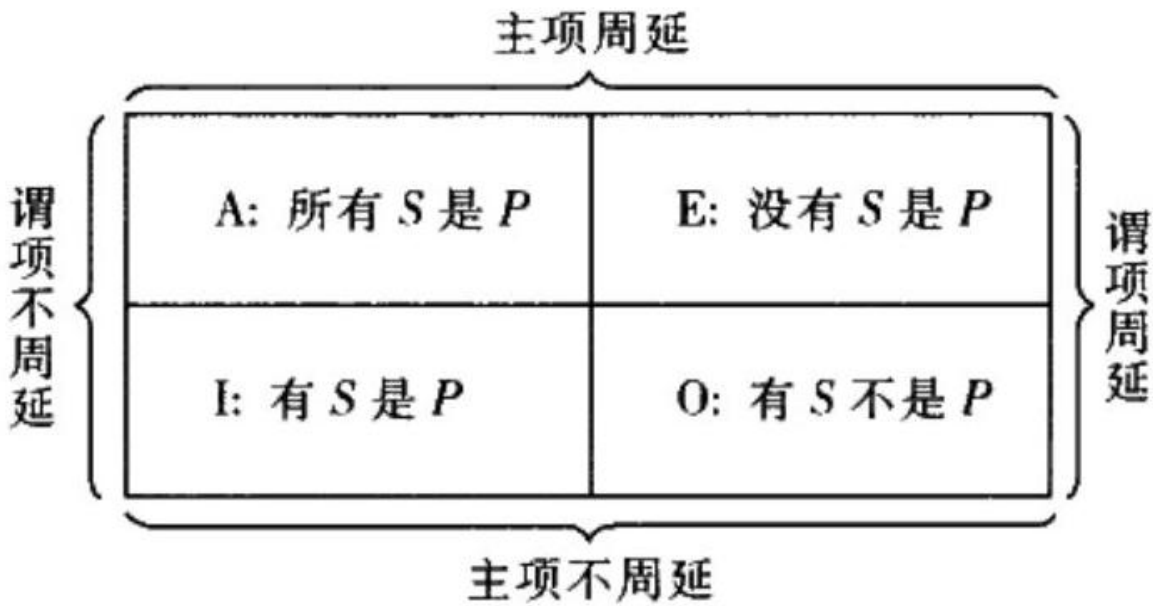 主项周延
谓项不周延
A: 所有 S 是 P
E: 没有 S 是 P
谓项周延
I: 有 S 是 P
O: 有 S 不是 P
主项不周延